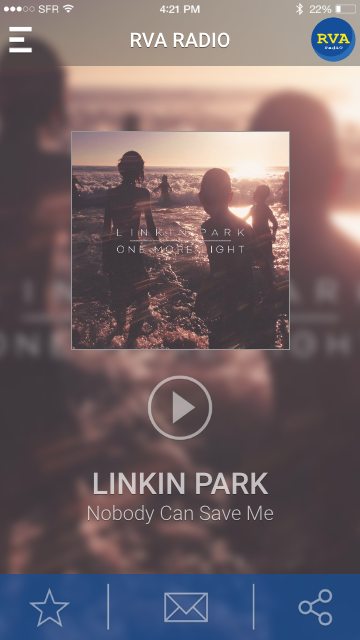 SFR 4:21 PM 22%
RVA RADIO
RVA
RADIO
LINKIN PARK
ONE MORE LIGHT
LINKIN PARK
Nobody Can Save Me